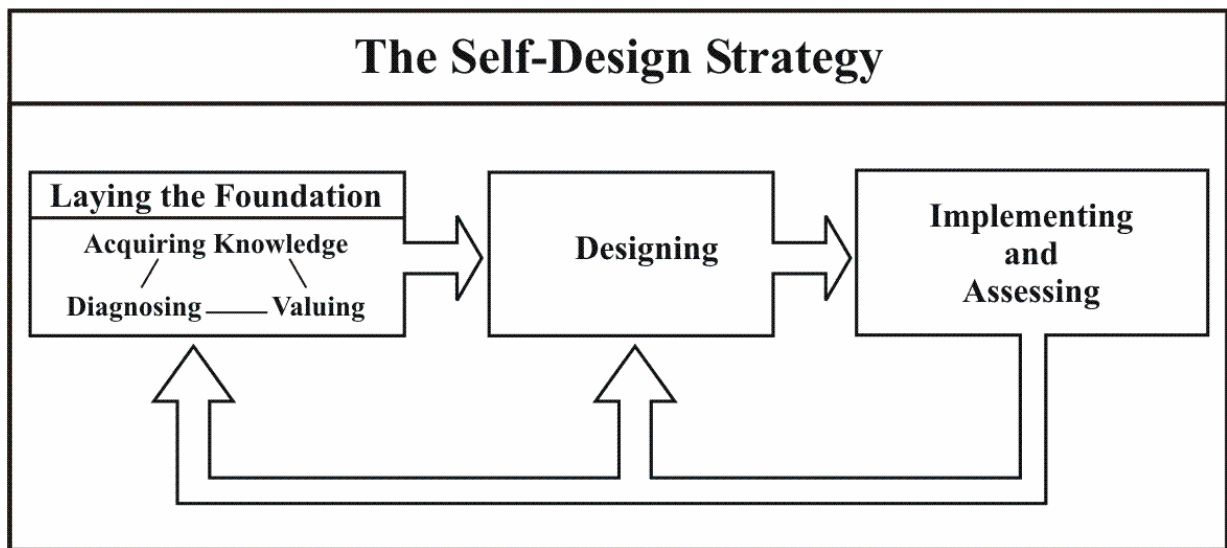 The Self-Design Strategy
Laying the Foundation
Acquiring Knowledge
Diagnosing Valuing
Designing
Implementing
and
Assessing